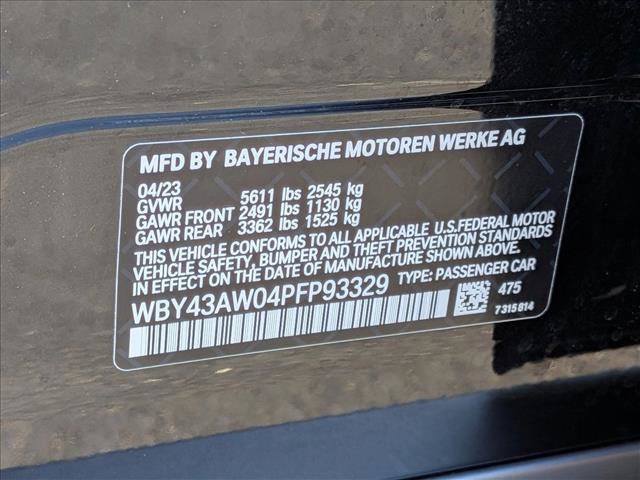 MFD BY BAYERISCHE MOTOREN WERKE AG
04/23
GVWR 5611 lbs 2545 kg
GAWR FRONT 2491 lbs 1130 kg
GAWR REAR 3362 lbs 1525 kg
THIS VEHICLE CONFORMS TO ALL APPLICABLE U.S.FEDERAL MOTOR
VEHICLE SAFETY, BUMPER AND THEFT PREVENTION STANDARDS
IN EFFECT ON THE DATE OF MANUFACTURE SHOWN ABOVE.
WBY43AW04PFP93329 TYPE: PASSENGER CAR
475
7315814